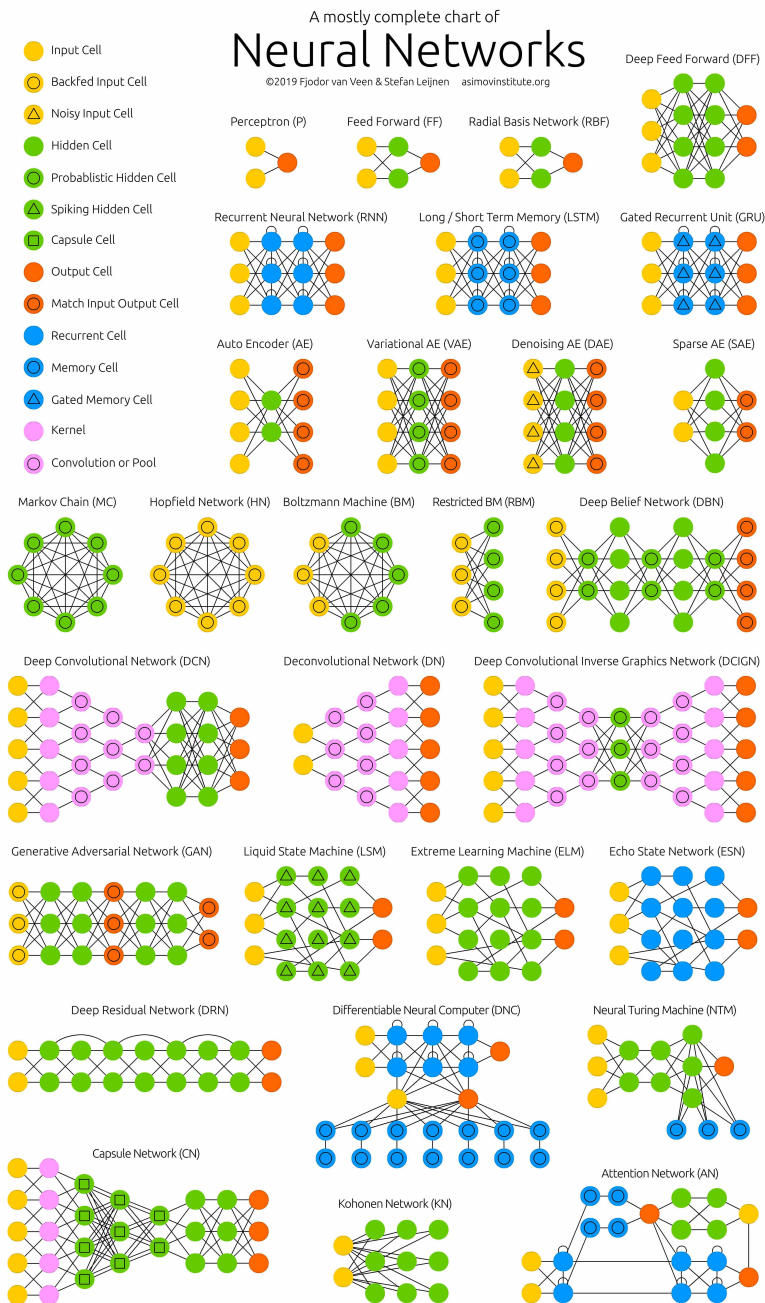 A mostly complete chart of
Neural Networks
©2019 Fjodor van Veen & Stefan Leijnen asimovinstitute.org
Input Cell
Backfed Input Cell
Noisy Input Cell
Hidden Cell
Probablistic Hidden Cell
Spiking Hidden Cell
Capsule Cell
Output Cell
Match Input Output Cell
Recurrent Cell
Memory Cell
Gated Memory Cell
Kernel
Convolution or Pool
Deep Feed Forward (DFF)
Perceptron (P)
Feed Forward (FF)
Radial Basis Network (RBF)
Recurrent Neural Network (RNN)
Long / Short Term Memory (LSTM)
Gated Recurrent Unit (GRU)
Auto Encoder (AE)
Variational AE (VAE)
Denoising AE (DAE)
Sparse AE (SAE)
Markov Chain (MC)
Hopfield Network (HN)
Boltzmann Machine (BM)
Restricted BM (RBM)
Deep Belief Network (DBN)
Deep Convolutional Network (DCN)
Deconvolutional Network (DN)
Deep Convolutional Inverse Graphics Network (DCIGN)
Generative Adversarial Network (GAN)
Liquid State Machine (LSM)
Extreme Learning Machine (ELM)
Echo State Network (ESN)
Deep Residual Network (DRN)
Differentiable Neural Computer (DNC)
Neural Turing Machine (NTM)
Capsule Network (CN)
Kohonen Network (KN)
Attention Network (AN)